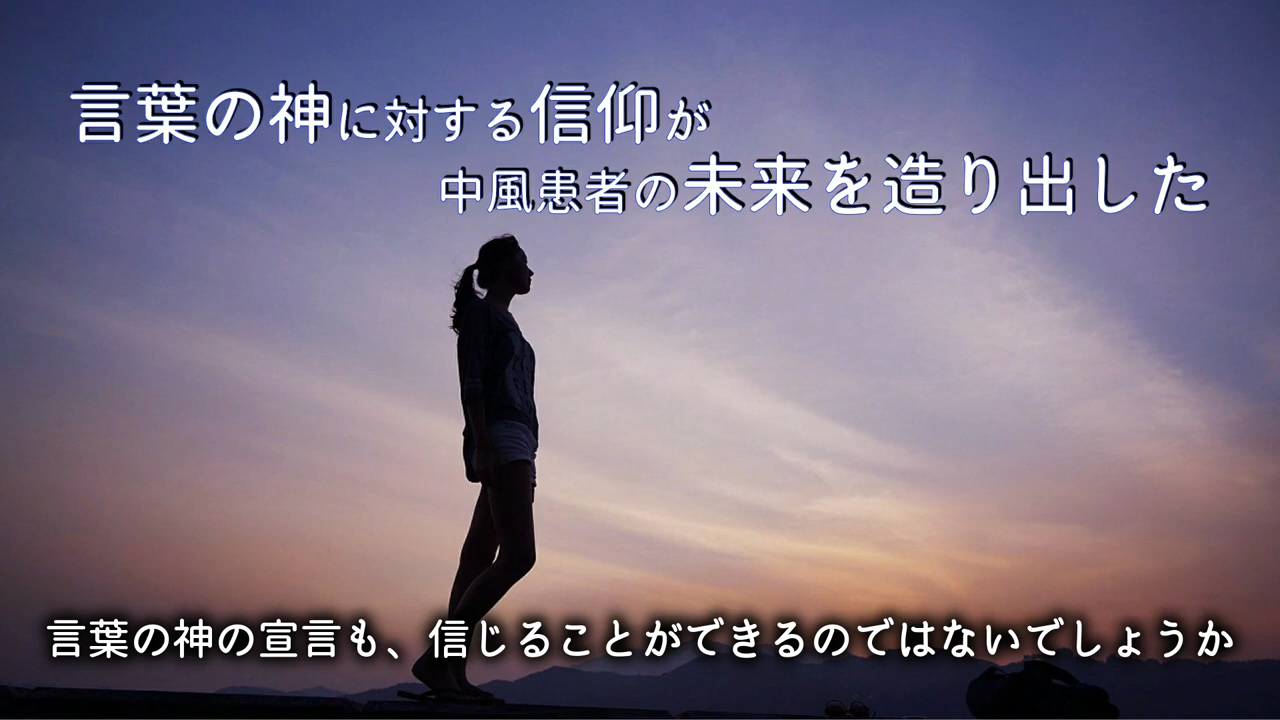 言葉の神に対する信仰が
中風患者の未来を造り出した
言葉の神の宣言も、信じることができるのではないでしょうか